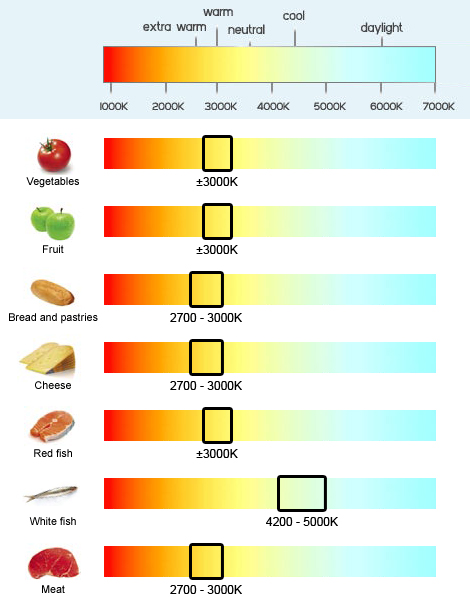 warm
extra warm neutral cool daylight
1000K 2000K 3000K 4000K 5000K 6000K 7000K
Vegetables
±3000K
Fruit
±3000K
Bread and pastries
2700 - 3000K
Cheese
2700 - 3000K
Red fish
±3000K
White fish
4200 - 5000K
Meat
2700 - 3000K